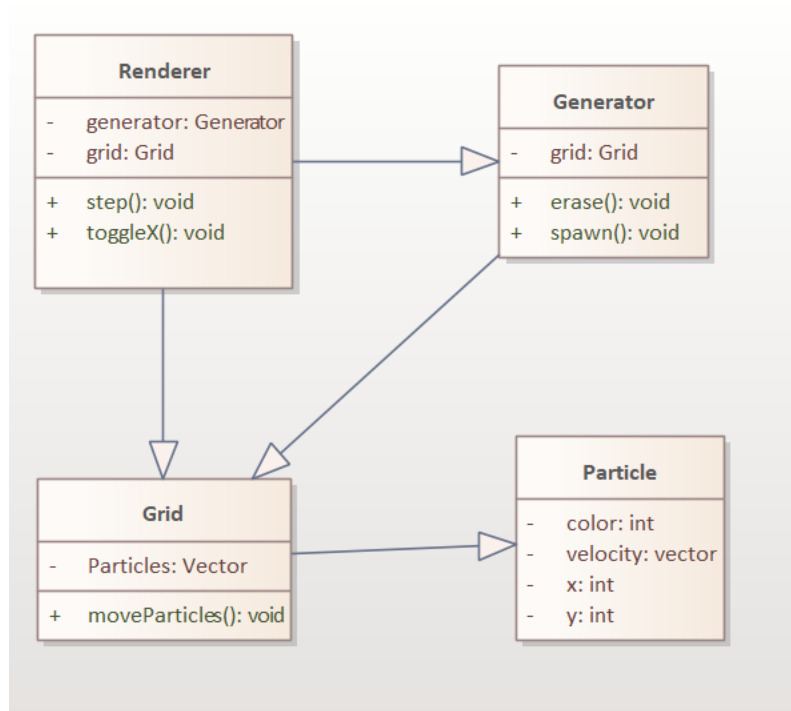 Renderer
- generator: Generator
- grid: Grid
+ step(): void
+ toggleX(): void
Generator
- grid: Grid
+ erase(): void
+ spawn(): void
Grid
- Particles: Vector
+ moveParticles(): void
Particle
- color: int
- velocity: vector
- x: int
- y: int